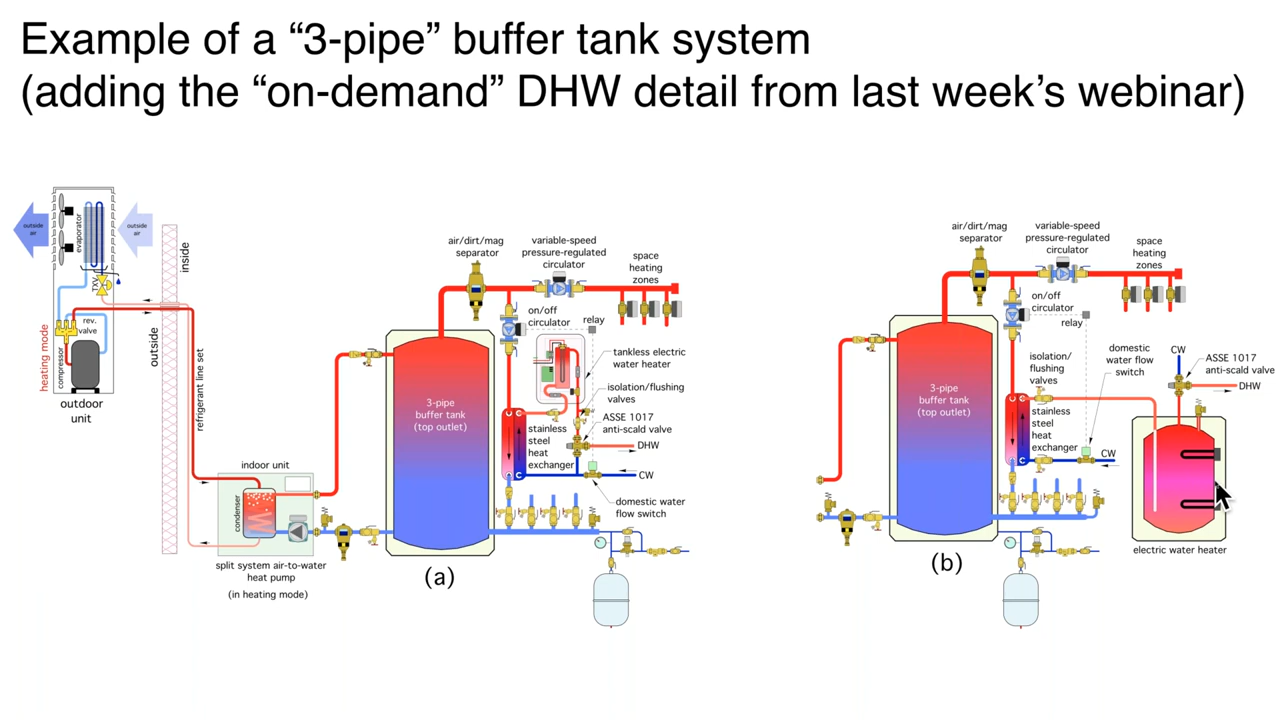 Example of a “3-pipe” buffer tank system
(adding the “on-demand” DHW detail from last week’s webinar)
outside
air
outside
air
evaporator
TXV
inside
outside
heating mode
compressor
rev.
valve
outdoor
unit
refrigerant line set
indoor unit
condenser
split system air-to-water
heat pump
(in heating mode)
air/dirt/mag
separator
variable-speed
pressure-regulated
circulator
space
heating
zones
on/off
circulator
relay
tankless electric
water heater
isolation/flushing
valves
ASSE 1017
anti-scald valve
DHW
CW
3-pipe
buffer tank
(top outlet)
stainless
steel
heat
exchanger
domestic water
flow switch
(a)
air/dirt/mag
separator
variable-speed
pressure-regulated
circulator
space
heating
zones
on/off
circulator
relay
isolation/
flushing
valves
domestic
water flow
switch
CW
ASSE 1017
anti-scald valve
DHW
3-pipe
buffer tank
(top outlet)
stainless
steel
heat
exchanger
CW
electric water heater
(b)